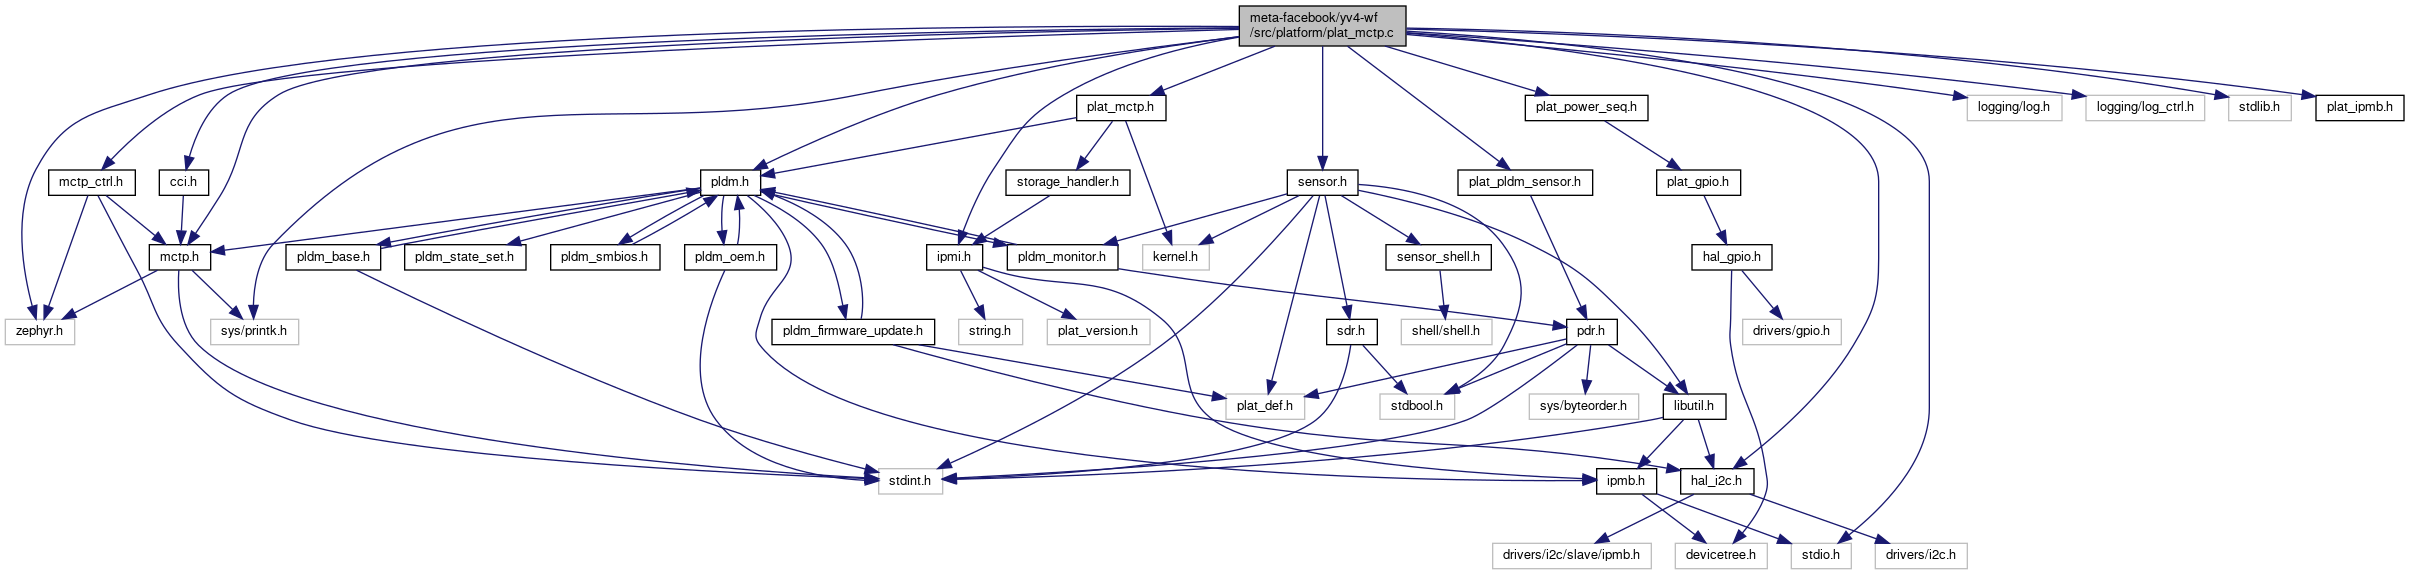 meta-facebook/yv4-wf
/src/platform/plat_mctp.c
plat_mctp.h
plat_power_seq.h
logging/log.h
logging/log_ctrl.h
stdlib.h
plat_ipmb.h
mctp_ctrl.h
cci.h
pldm.h
storage_handler.h
sensor.h
plat_pldm_sensor.h
plat_gpio.h
mctp.h
pldm_base.h
pldm_state_set.h
pldm_smbios.h
pldm_oem.h
ipmi.h
pldm_monitor.h
kernel.h
sensor_shell.h
hal_gpio.h
zephyr.h
sys/printk.h
pldm_firmware_update.h
string.h
plat_version.h
sdr.h
shell/shell.h
pdr.h
drivers/gpio.h
plat_def.h
stdbool.h
sys/byteorder.h
libutil.h
stdint.h
ipmb.h
hal_i2c.h
drivers/i2c/slave/ipmb.h
devicetree.h
stdio.h
drivers/i2c.h